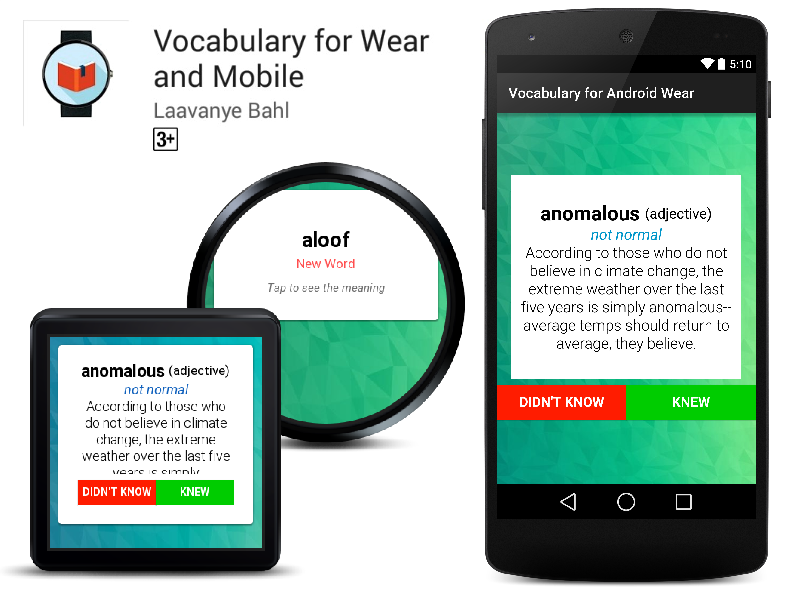 Vocabulary for Wear
and Mobile
Laavanye Bahl
3+
aloof
New Word
Tap to see the meaning
anomalous (adjective)
not normal
According to those who
do not believe in climate
change, the extreme
weather over the last five
years is simply
DIDN'T KNOW KNEW
5:10
Vocabulary for Android Wear
anomalous (adjective)
not normal
According to those who do not
believe in climate change, the
extreme weather over the last
five years is simply anomalous--
average temps should return to
average, they believe.
DIDN'T KNOW KNEW